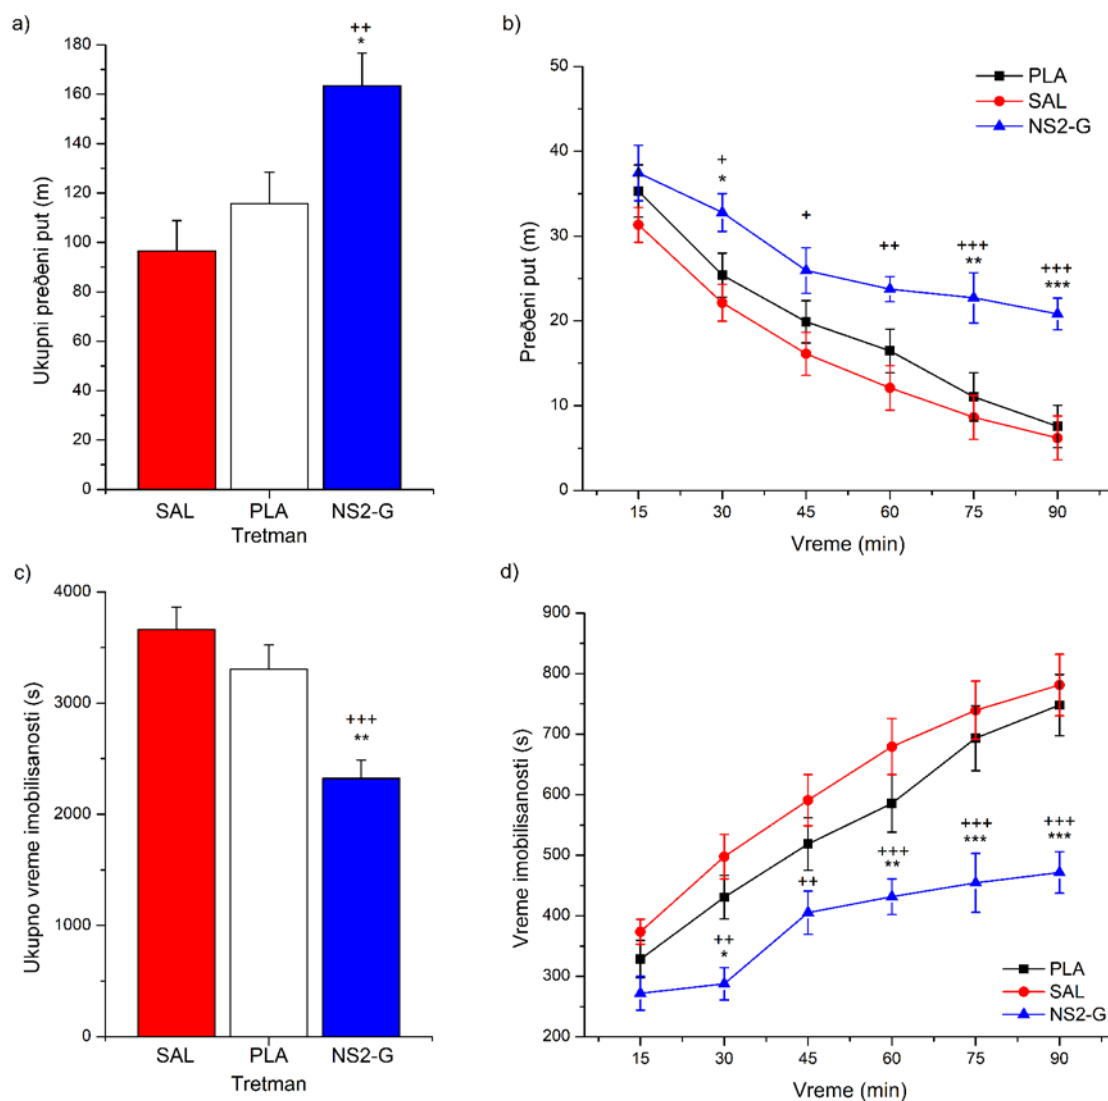 a)
Ukupni preðeni put (m)
180
160
140
120
100
80
60
40
20
0
++
*
SAL PLA NS2-G
Tretman
b)
Preðeni put (m)
50
40
30
20
10
0
PLA
SAL
NS2-G
+
*
+
++
+++
**
+++
***
15 30 45 60 75 90
Vreme (min)
c)
Ukupno vreme imobilisanosti (s)
4000
3000
2000
1000
0
+++
**
SAL PLA NS2-G
Tretman
d)
Vreme imobilisanosti (s)
900
800
700
600
500
400
300
200
++
*
++
+++
**
+++
***
+++
***
PLA
SAL
NS2-G
15 30 45 60 75 90
Vreme (min)